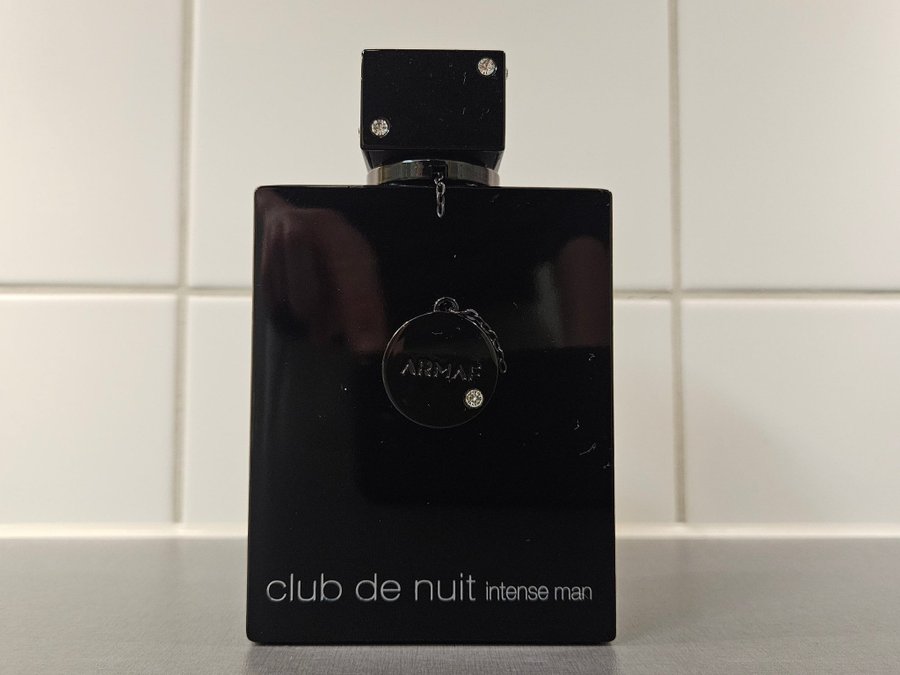 ARMAF
club de nuit intense man